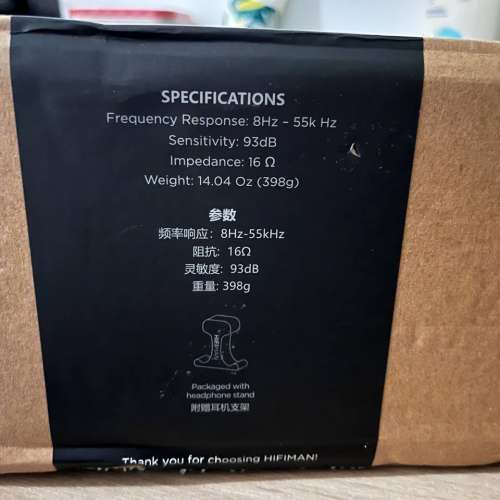 SPECIFICATIONS
Frequency Response: 8Hz – 55k Hz
Sensitivity: 93dB
Impedance: 16 Ω
Weight: 14.04 Oz (398g)
参数
频率响应： 8Hz-55kHz
阻抗: 16Ω
灵敏度: 93dB
重量: 398g
HIFIMAN
Packaged with
headphone stand
附赠耳机支架
Thank you for choosing HIFIMAN!